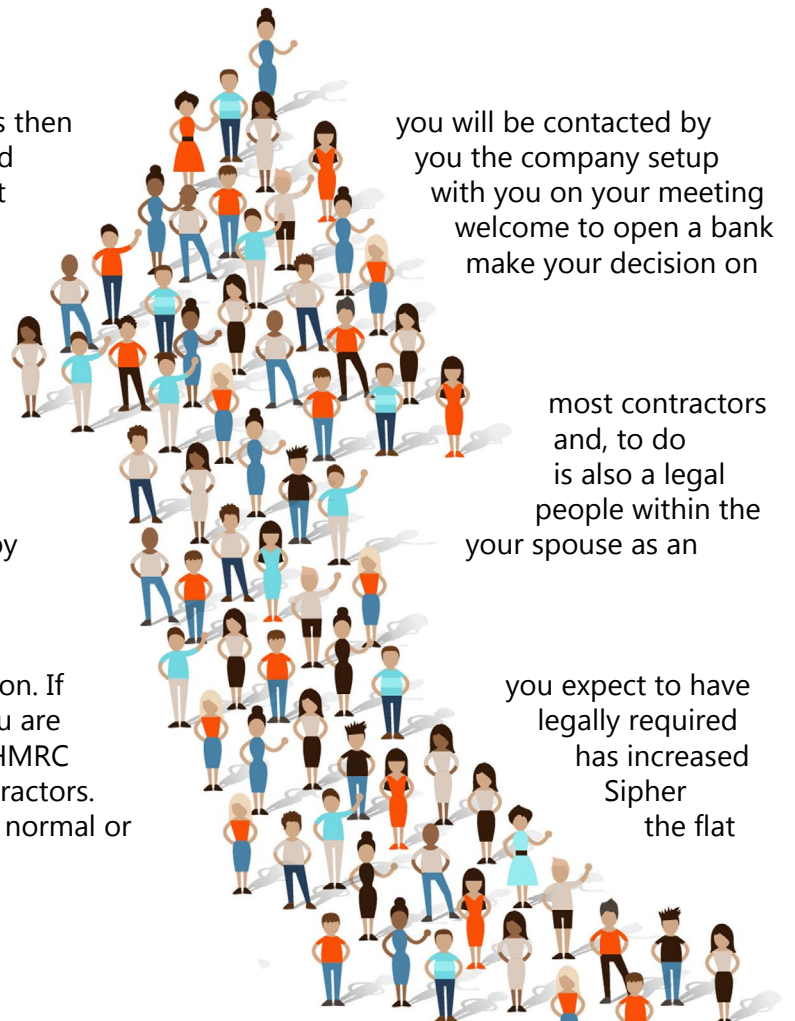 s then you will be contacted by
d you the company setup
t with you on your meeting
welcome to open a bank
make your decision on
most contractors
and, to do
is also a legal
people within the
by your spouse as an
on. If you expect to have
u are legally required
HMRC has increased
ractors. Sipher
normal or the flat